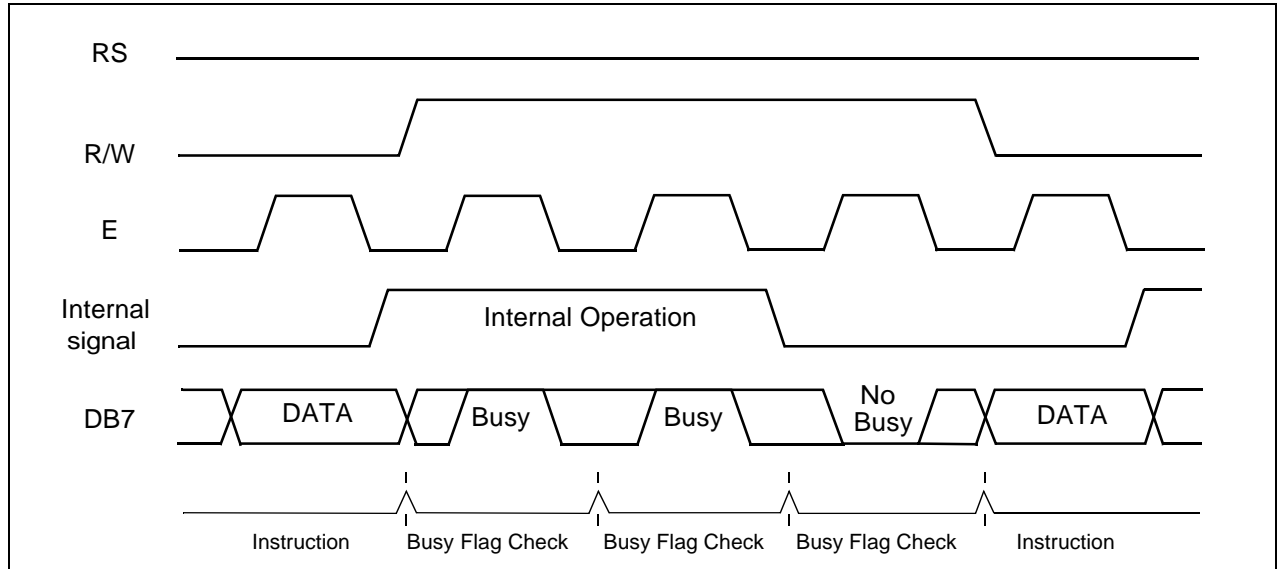 RS
R/W
E
Internal
signal
Internal Operation
DB7
DATA
Busy
Busy
No
Busy
DATA
Instruction
Busy Flag Check
Busy Flag Check
Busy Flag Check
Instruction